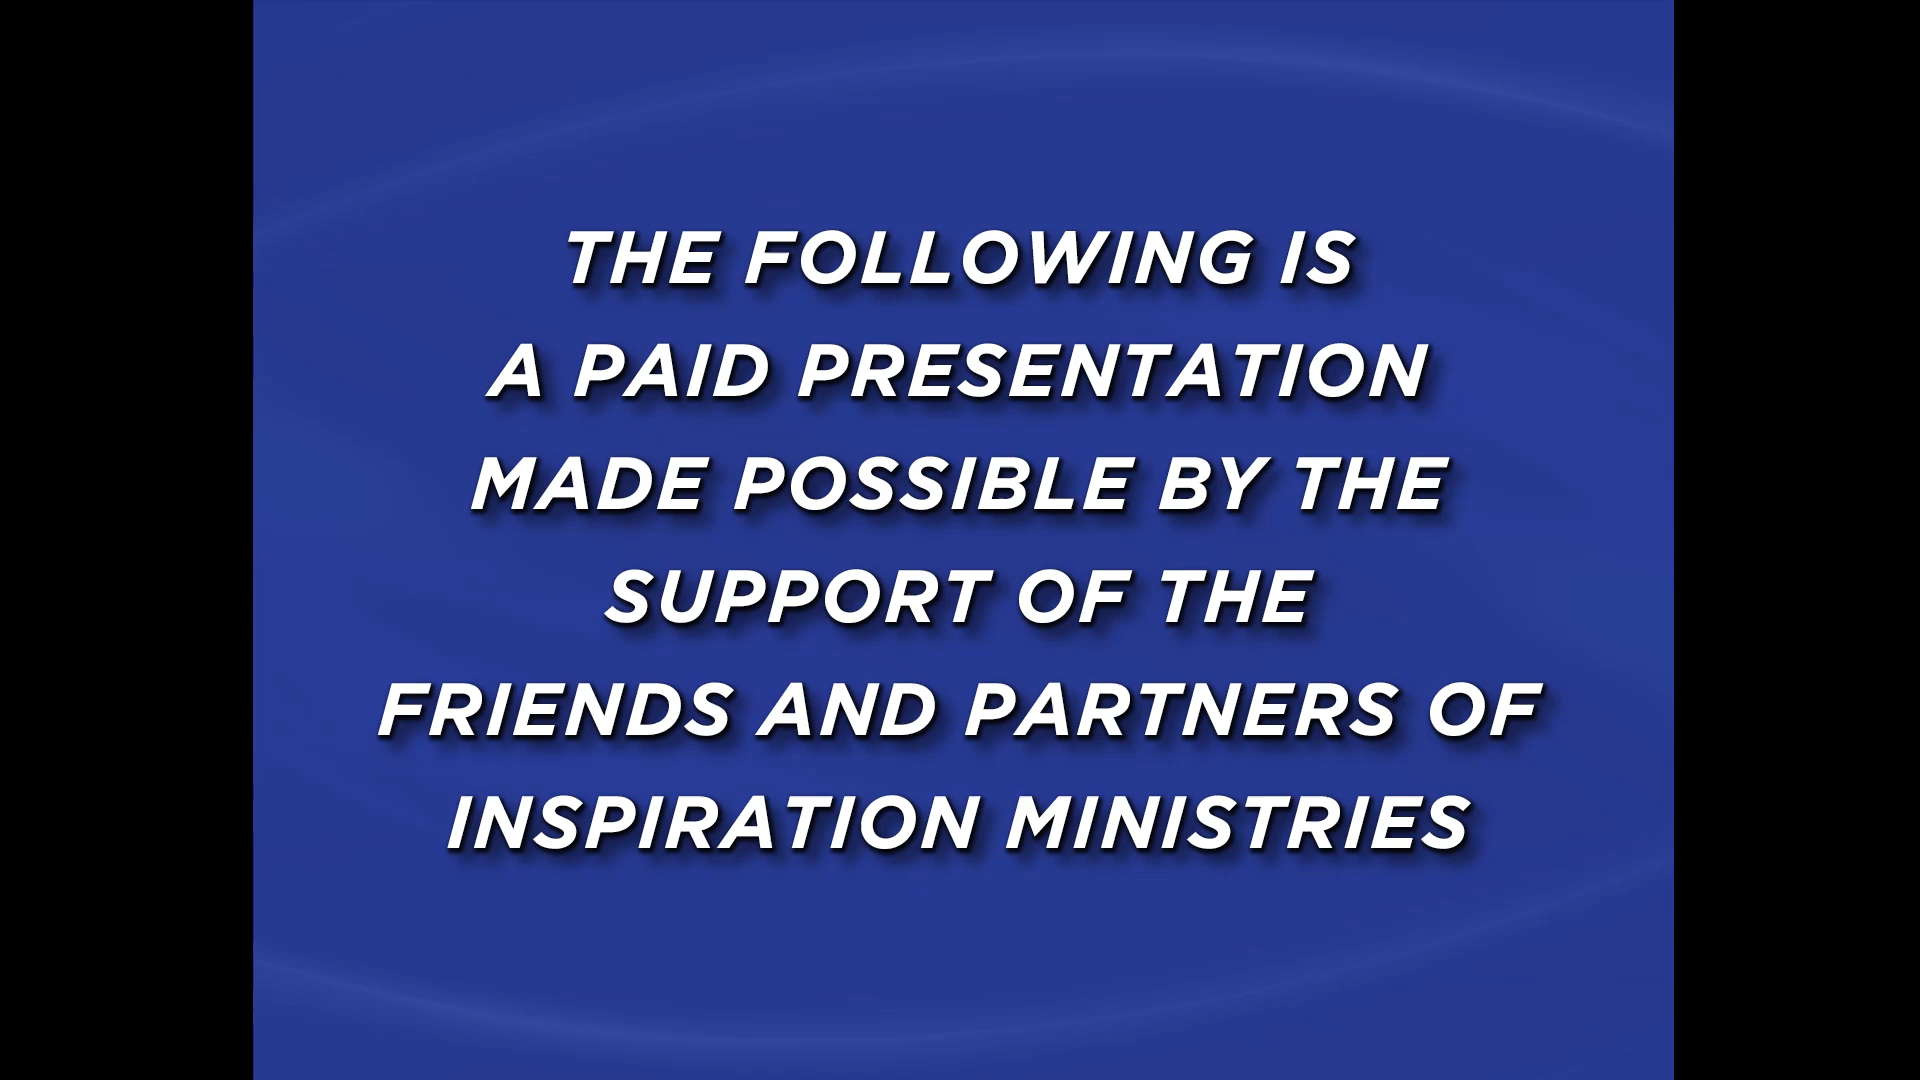 THE FOLLOWING IS
A PAID PRESENTATION
MADE POSSIBLE BY THE
SUPPORT OF THE
FRIENDS AND PARTNERS OF
INSPIRATION MINISTRIES